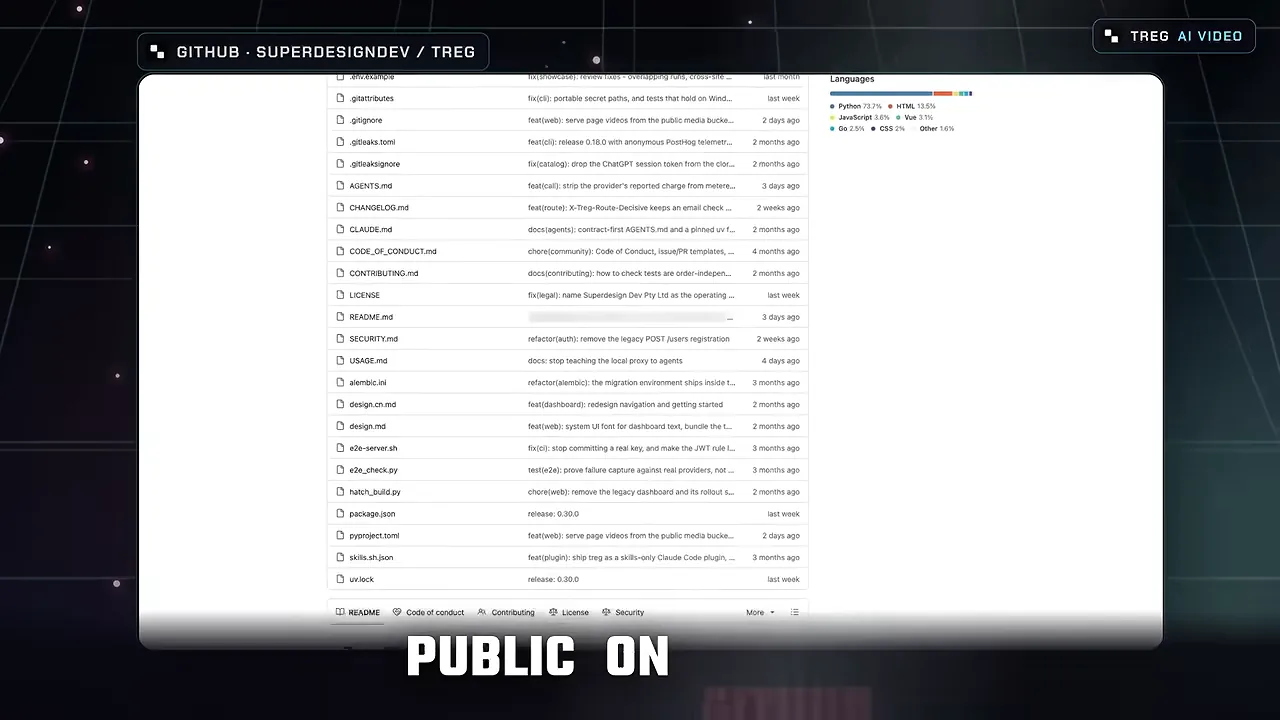 GITHUB · SUPERDESIGNDEV / TREG
TREG AI VIDEO
.env.example fix(showcase): review fixes - overlapping runs, cross-site ... last month
.gitattributes fix(cli): portable secret paths, and tests that hold on Wind... last week
.gitignore feat(web): serve page videos from the public media bucke... 2 days ago
.gitleaks.toml feat(cli): release 0.18.0 with anonymous PostHog telemetr... 2 months ago
.gitleaksignore fix(catalog): drop the ChatGPT session token from the clor... 2 months ago
AGENTS.md feat(call): strip the provider's reported charge from metere... 3 days ago
CHANGELOG.md feat(route): X-Treg-Route-Decisive keeps an email check ... 2 weeks ago
CLAUDE.md docs(agents): contract-first AGENTS.md and a pinned uv f... 2 months ago
CODE_OF_CONDUCT.md chore(community): Code of Conduct, issue/PR templates, ... 4 months ago
CONTRIBUTING.md docs(contributing): how to check tests are order-indepen... 2 months ago
LICENSE fix(legal): name Superdesign Dev Pty Ltd as the operating ... last week
README.md ... 3 days ago
SECURITY.md refactor(auth): remove the legacy POST /users registration 2 weeks ago
USAGE.md docs: stop teaching the local proxy to agents 4 days ago
alembic.ini refactor(alembic): the migration environment ships inside t... 3 months ago
design.cn.md feat(dashboard): redesign navigation and getting started 2 months ago
design.md feat(web): system UI font for dashboard text, bundle the t... 2 months ago
e2e-server.sh fix(ci): stop committing a real key, and make the JWT rule l... 3 months ago
e2e_check.py test(e2e): prove failure capture against real providers, not ... 3 months ago
hatch_build.py chore(web): remove the legacy dashboard and its rollout s... 2 months ago
package.json release: 0.30.0 last week
pyproject.toml feat(web): serve page videos from the public media bucke... 2 days ago
skills.sh.json feat(plugin): ship treg as a skills-only Claude Code plugin, ... 3 months ago
uv.lock release: 0.30.0 last week
README Code of conduct Contributing License Security More
Languages
Python 73.7% HTML 13.5%
JavaScript 3.6% Vue 3.1%
Go 2.5% CSS 2% Other 1.6%
PUBLIC ON